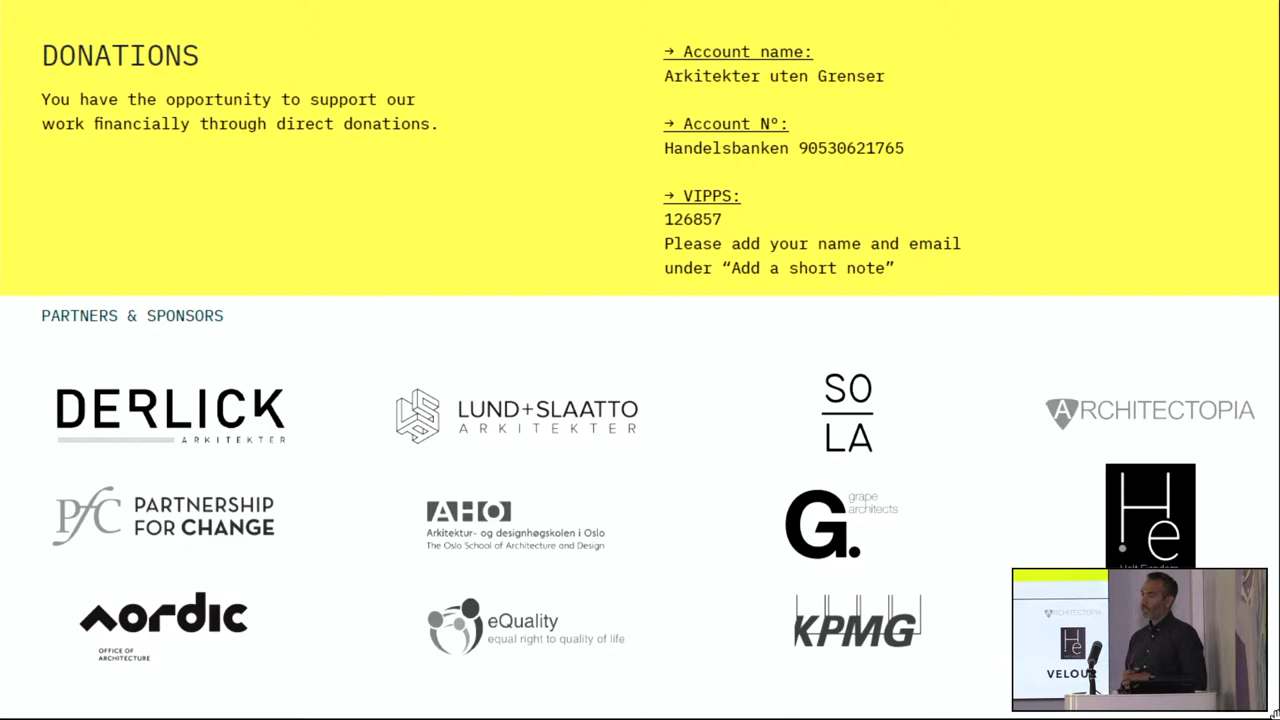 DONATIONS
You have the opportunity to support our
work financially through direct donations.
→ Account name:
Arkitekter uten Grenser
→ Account Nº:
Handelsbanken 90530621765
→ VIPPS:
126857
Please add your name and email
under “Add a short note”
PARTNERS & SPONSORS
DERLICK
ARKITEKTER
LUND+SLAATTO
ARKITEKTER
SO
LA
ARCHITECTOPIA
PfC PARTNERSHIP
FOR CHANGE
AHO
Arkitektur- og designhøgskolen i Oslo
The Oslo School of Architecture and Design
G. grape
architects
He
nordic
OFFICE OF
ARCHITECTURE
eQuality
equal right to quality of life
KPMG
ARCHITECTOPIA
He
VELOUR